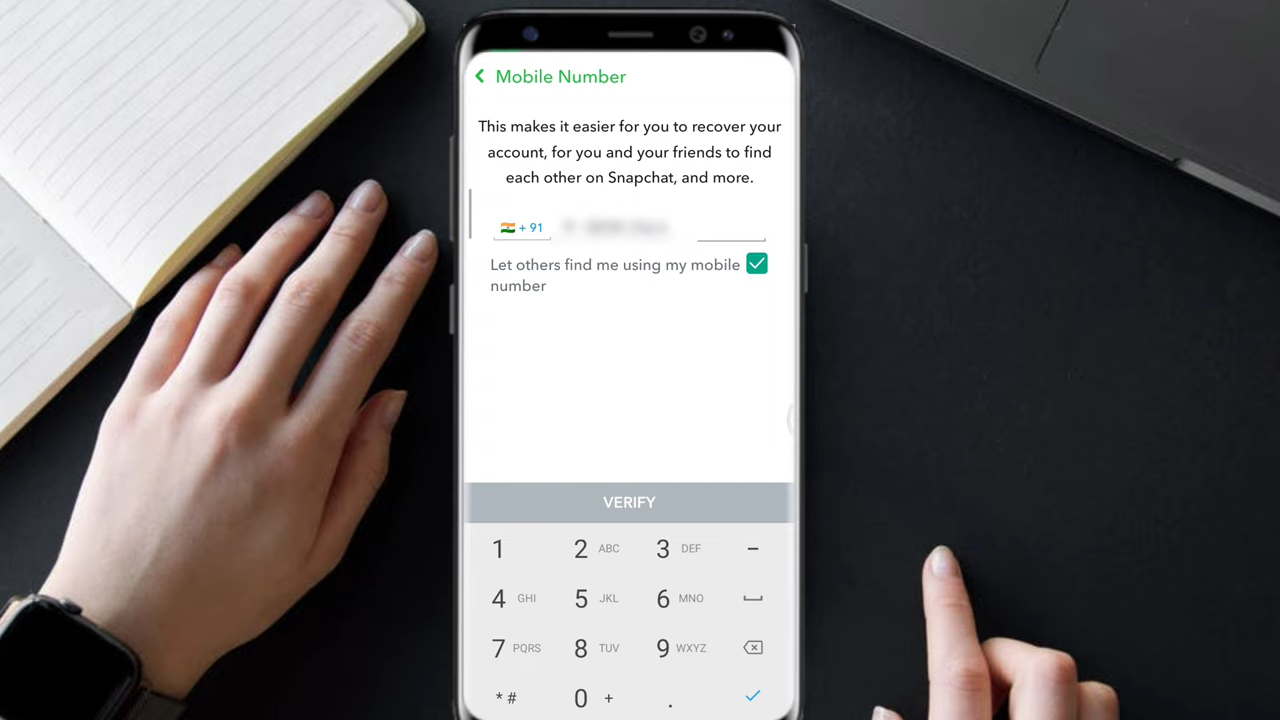 Mobile Number
This makes it easier for you to recover your
account, for you and your friends to find
each other on Snapchat, and more.
+ 91
Let others find me using my mobile
number
VERIFY
1 2 ABC 3 DEF -
4 GHI 5 JKL 6 MNO
7 PQRS 8 TUV 9 WXYZ
* # 0 + .